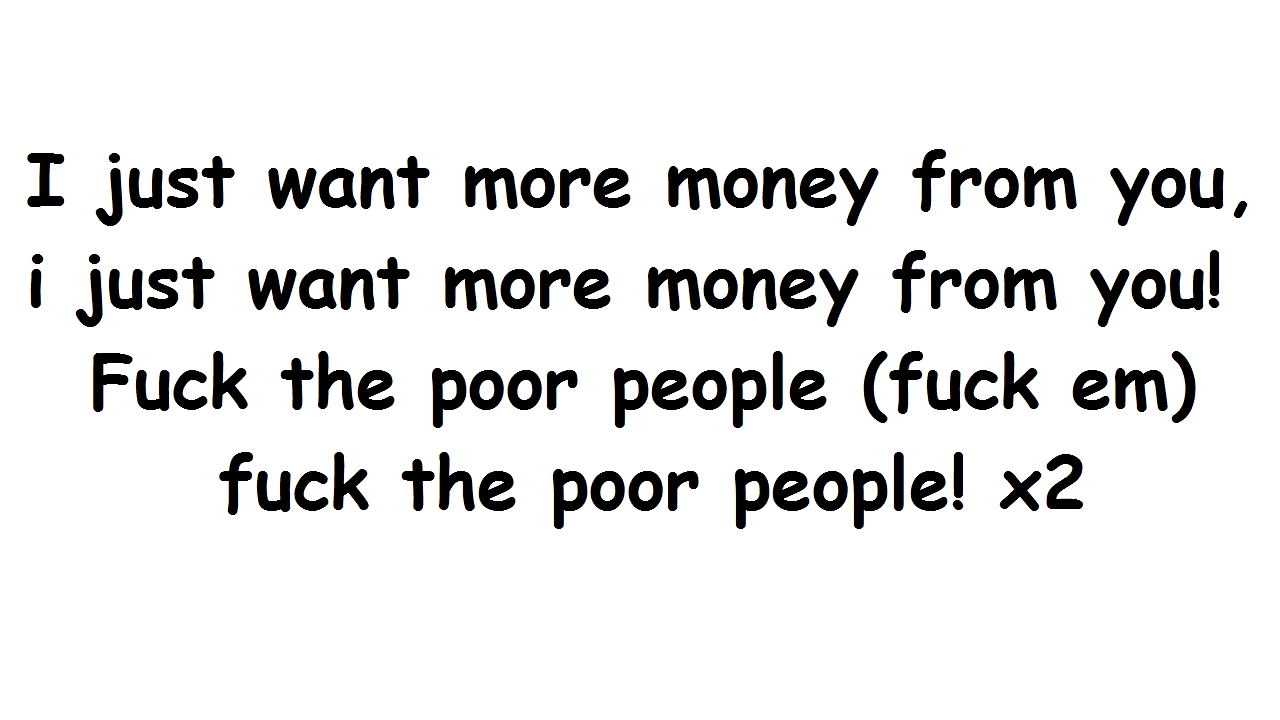 I just want more money from you,
i just want more money from you!
Fuck the poor people (fuck em)
fuck the poor people! x2